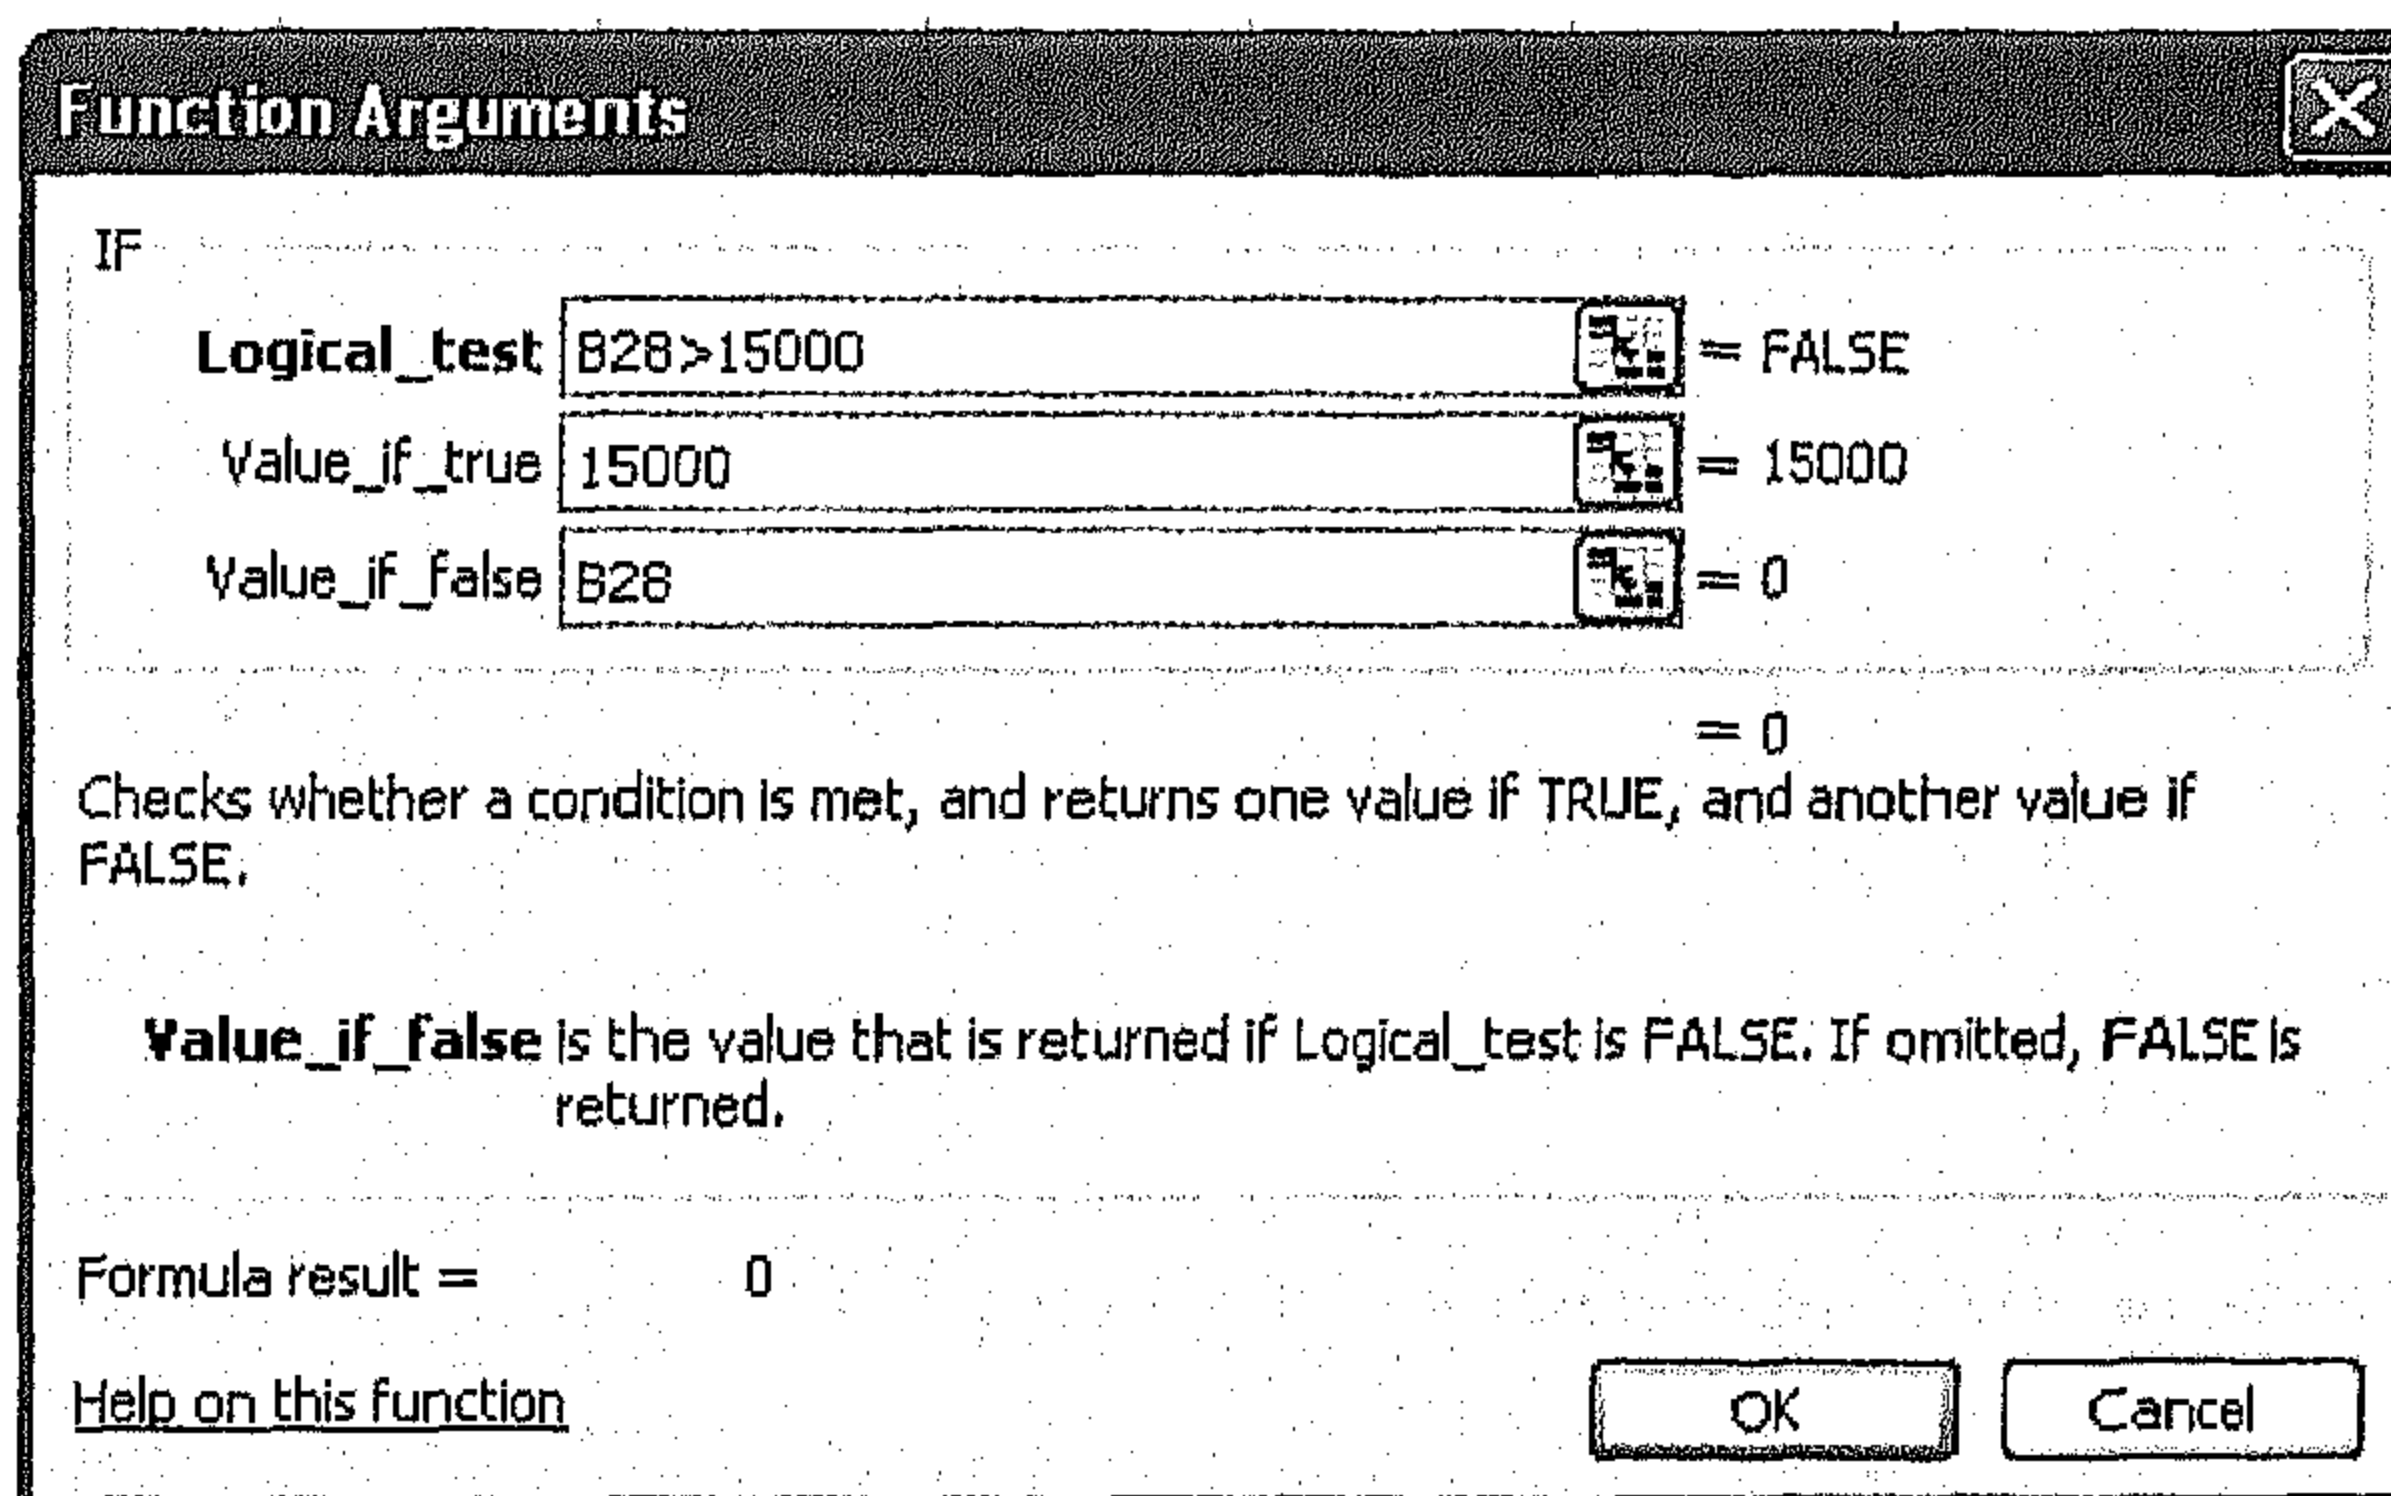 Function Arguments
IF
Logical_test B28>15000 = FALSE
Value_if_true 15000 = 15000
Value_if_false B28 = 0
= 0
Checks whether a condition is met, and returns one value if TRUE, and another value if
FALSE.
Value_if_false is the value that is returned if Logical_test is FALSE. If omitted, FALSE is
returned.
Formula result = 0
Help on this function
OK Cancel